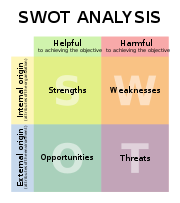 SWOT ANALYSIS
Helpful
to achieving the objective
Harmful
to achieving the objective
Internal origin
S
Strengths
W
Weaknesses
External origin
O
Opportunities
T
Threats